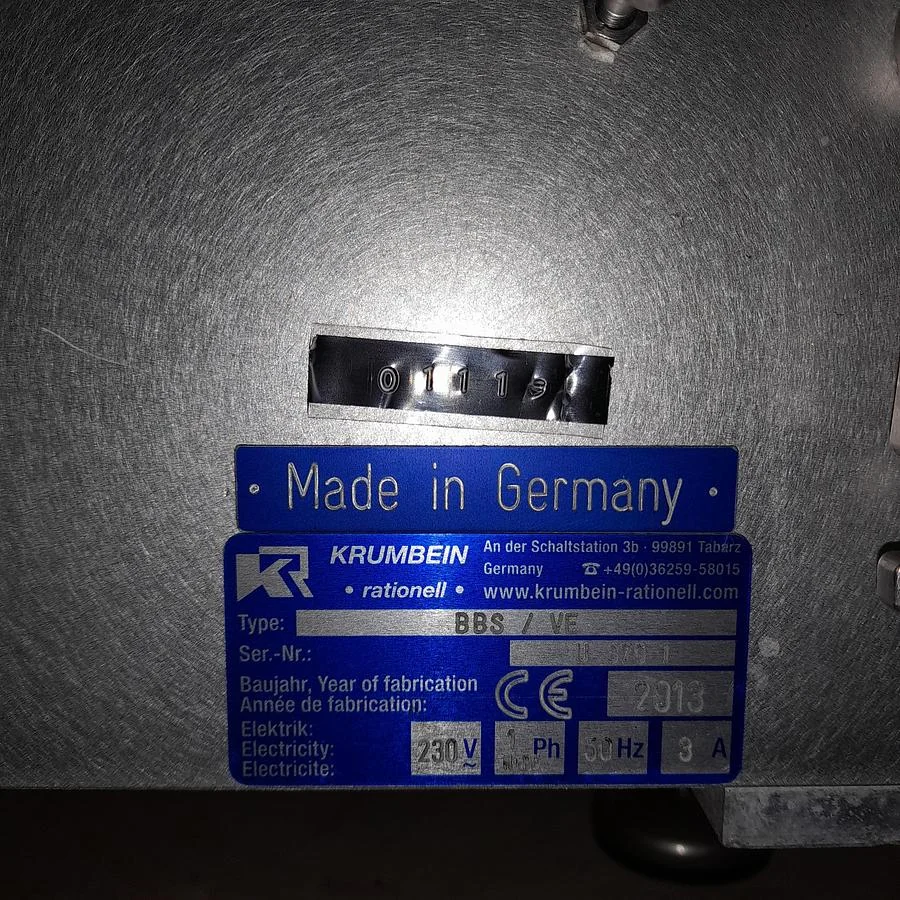 01119
Made in Germany
KR KRUMBEIN
• rationell •
An der Schaltstation 3b · 99891 Tabarz
Germany ☎ +49(0)36259-58015
www.krumbein-rationell.com
Type: BBS / VE
Ser.-Nr.:
Baujahr, Year of fabrication
Année de fabrication: CE 2013
Elektrik:
Electricity:
Electricite:
230 V ~ 1 Ph 50 Hz 3 A